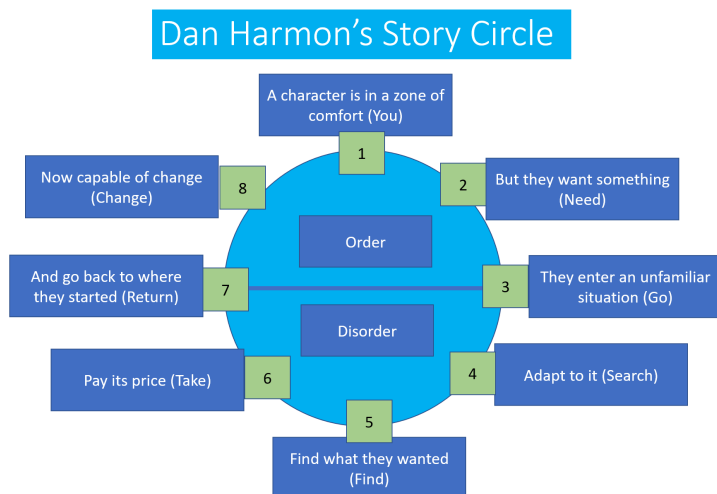 Dan Harmon's Story Circle
A character is in a zone of
comfort (You)
1
2
But they want something
(Need)
3
They enter an unfamiliar
situation (Go)
4
Adapt to it (Search)
5
Find what they wanted
(Find)
6
Pay its price (Take)
7
And go back to where
they started (Return)
8
Now capable of change
(Change)
Order
Disorder